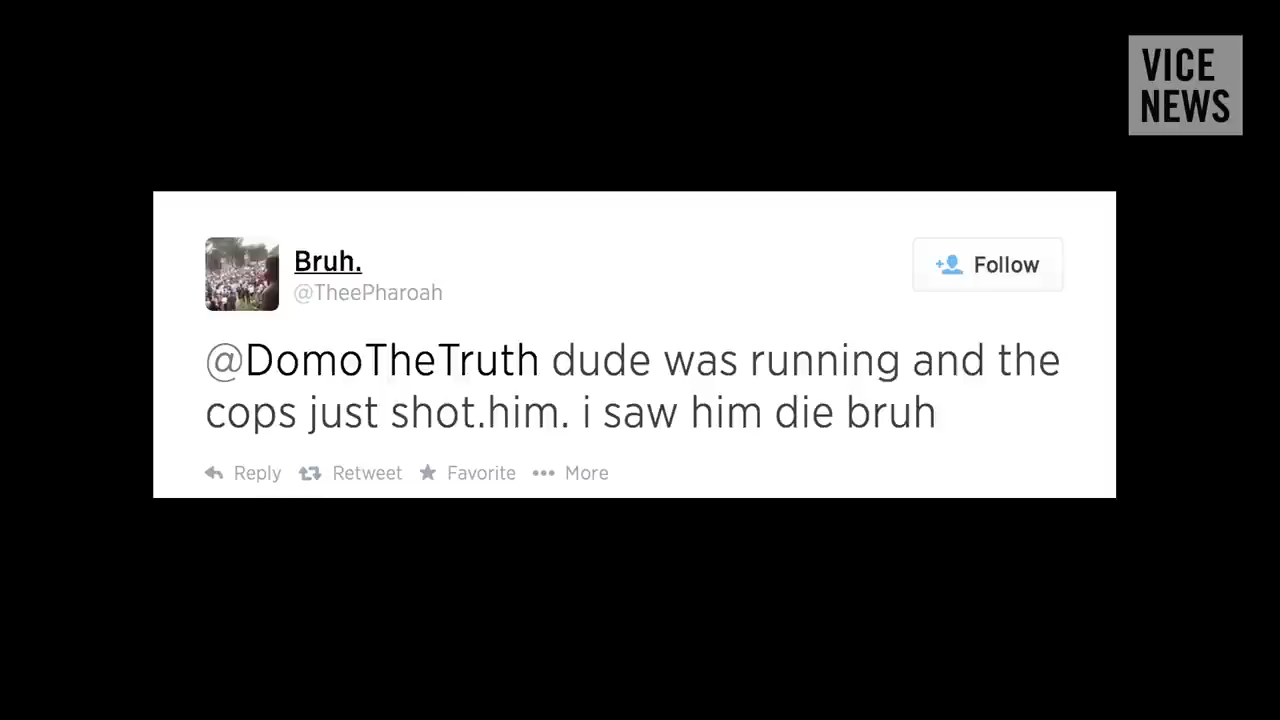 VICE
NEWS
Bruh.
@TheePharoah
Follow
@DomoTheTruth dude was running and the
cops just shot.him. i saw him die bruh
Reply Retweet Favorite More